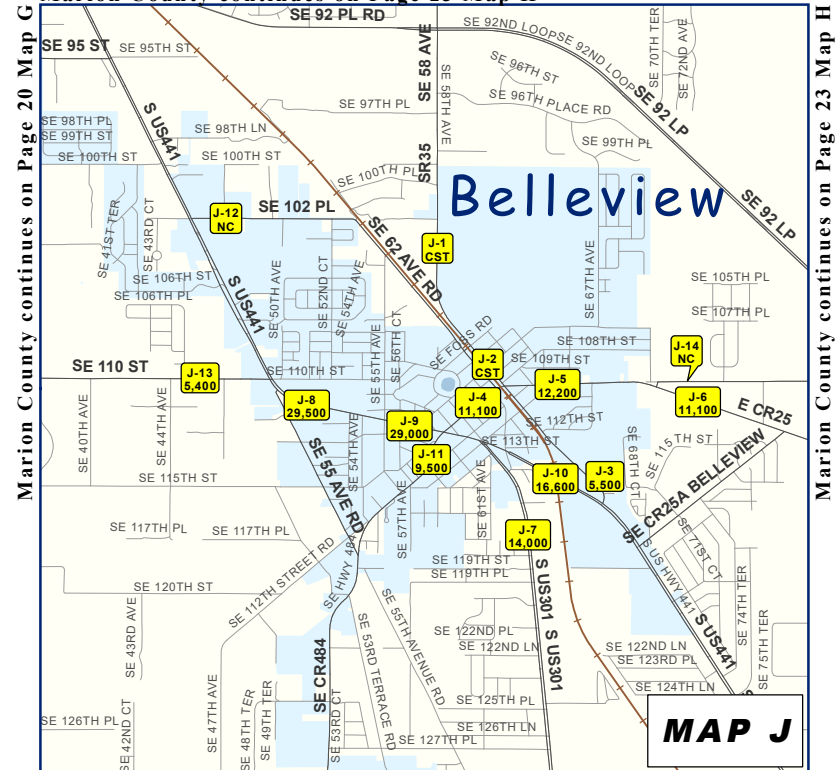 Marion County continues on Page 20 Map G
Marion County continues on Page 23 Map H
SE 92 PL RD
SE 95 ST
SE 95TH ST
SE 58 AVE
SE 58TH AVE
SE 92ND LOOP
SE 92ND LOOP
SE 70TH TER
SE 72ND AVE
SE 96TH ST
SE 96TH PLACE RD
SE 92 LP
SE 97TH PL
S US441
SE 98TH PL
SE 99TH ST
SE 98TH LN
SE 99TH PL
SE 100TH ST
SE 100TH ST
SE 100TH PL
SR35
Belleview
SE 92 LP
SE 41ST TER
SE 43RD CT
J-12
NC
SE 102 PL
SE 62 AVE RD
J-1
CST
SE 67TH AVE
SE 106TH ST
SE 106TH PL
S US441
SE 50TH AVE
SE 52ND CT
SE 54TH AVE
SE 105TH PL
SE 107TH PL
SE 55TH AVE
SE 56TH CT
SE FOSS RD
SE 108TH ST
SE 109TH ST
J-14
NC
SE 110 ST
J-13
5,400
SE 110TH ST
J-2
CST
J-5
12,200
J-8
29,500
J-4
11,100
J-6
11,100
E CR25
SE 40TH AVE
SE 44TH AVE
J-9
29,000
SE 112TH ST
SE 113TH ST
SE 54TH AVE
SE 55 AVE RD
J-11
9,500
SE 68TH CT
SE 115TH ST
SE CR25A BELLEVIEW
SE 115TH ST
J-10
16,600
J-3
5,500
SE 57TH AVE
SE 61ST AVE
SE 117TH PL
SE 117TH PL
J-7
14,000
SE 71ST CT
SE HWY 484
SE 119TH ST
SE 119TH PL
S US301
S US HWY 441
SE 120TH ST
SE 112TH STREET RD
SE 74TH TER
SE 75TH TER
SE 43RD AVE
SE 53RD TERRACE RD
SE 55TH AVENUE RD
SE 122ND PL
SE 122ND LN
S US301
SE 122ND LN
SE 123RD PL
SE 124TH LN
S US441
SE CR484
SE 126TH PL
SE 42ND CT
SE 47TH AVE
SE 48TH TER
SE 49TH TER
SE 53RD CT
SE 125TH PL
SE 126TH LN
SE 127TH PL
MAP J